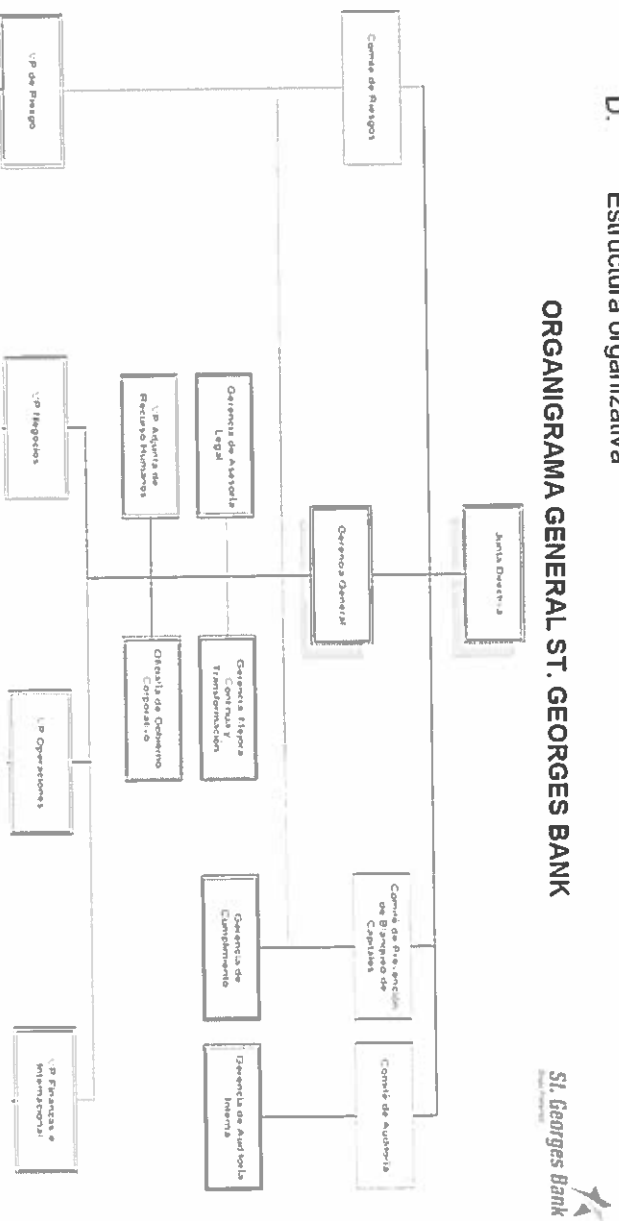 D. Estructura organizativa
ORGANIGRAMA GENERAL ST. GEORGES BANK
St. Georges Bank
Junta Directiva
Comité de Riesgos
Gerencia General
Comité de Prevención
de Blanqueo de
Capitales
Comité de Auditoría
Gerencia de Asesoría
Legal
Gerencia Mejora
Continua y
Transformación
Gerencia de
Cumplimiento
Gerencia de Auditoría
Interna
VP Adjunta de
Recurso Humanos
Oficialía de Gobierno
Corporativo
VP de Riesgo
VP Negocios
VP Operaciones
VP Finanzas e
Internacional